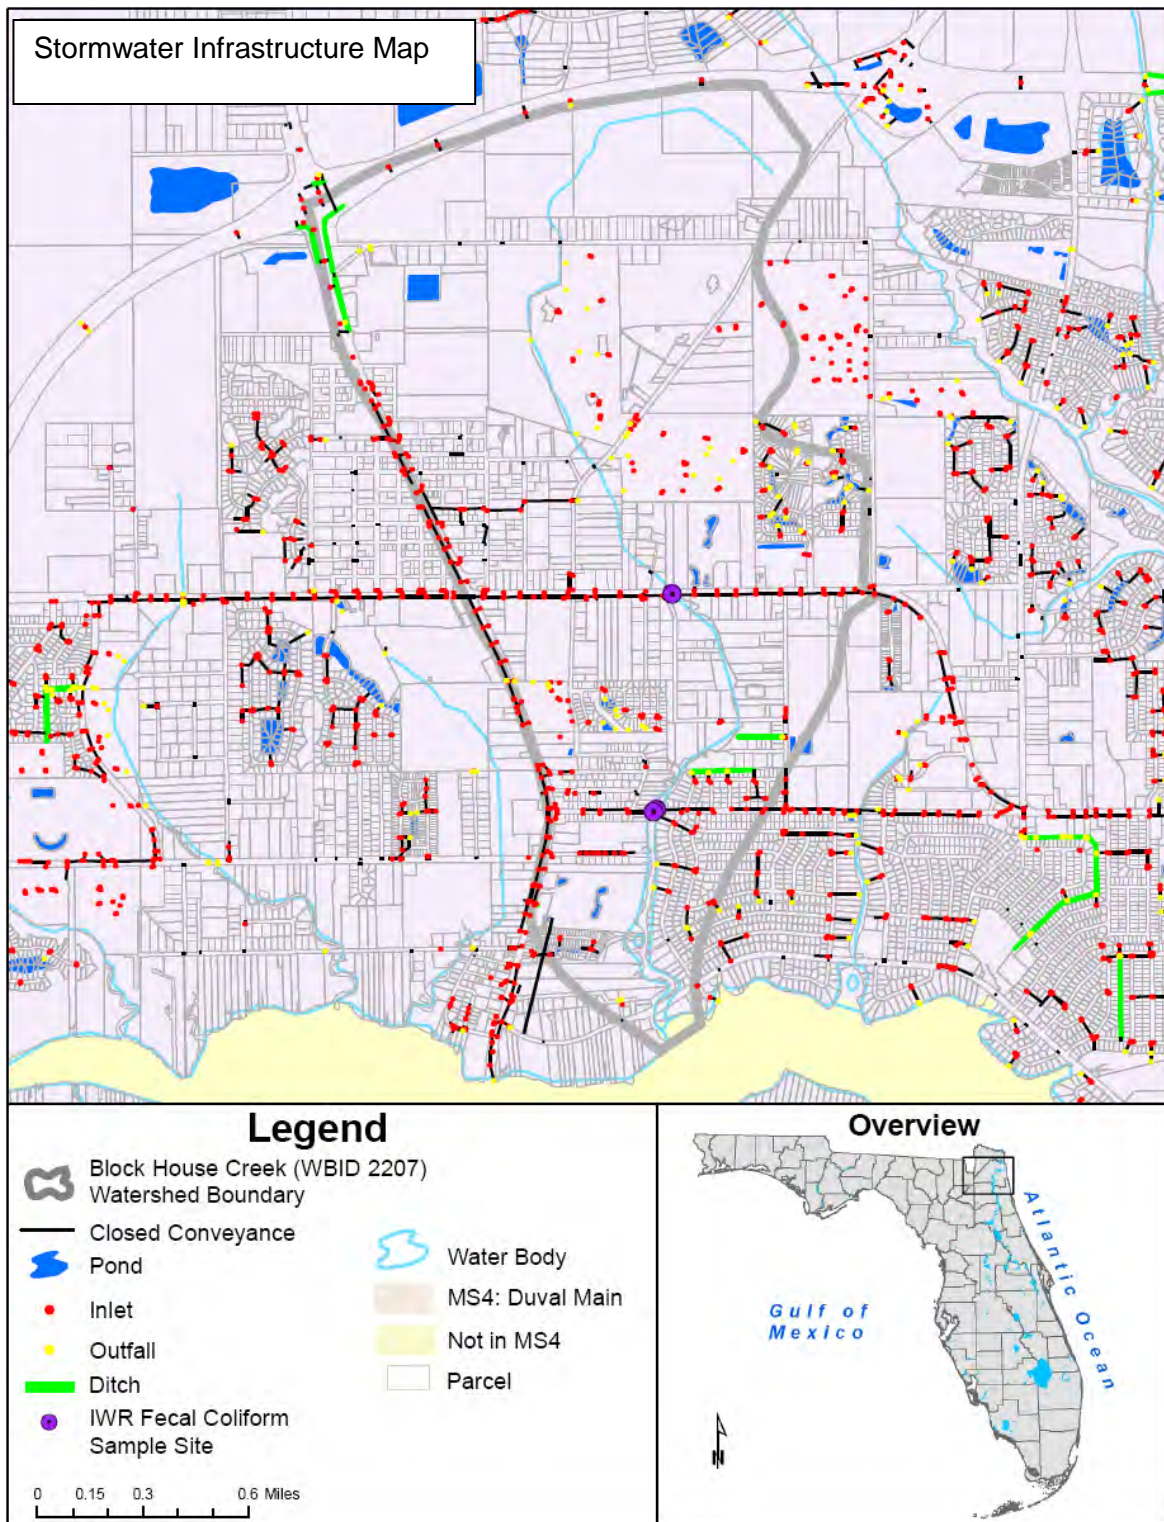 Stormwater Infrastructure Map
Legend
Block House Creek (WBID 2207)
Watershed Boundary
Closed Conveyance
Pond
Inlet
Outfall
Ditch
IWR Fecal Coliform
Sample Site
Water Body
MS4: Duval Main
Not in MS4
Parcel
0 0.15 0.3 0.6 Miles
Overview
Gulf of
Mexico
Atlantic Ocean
N